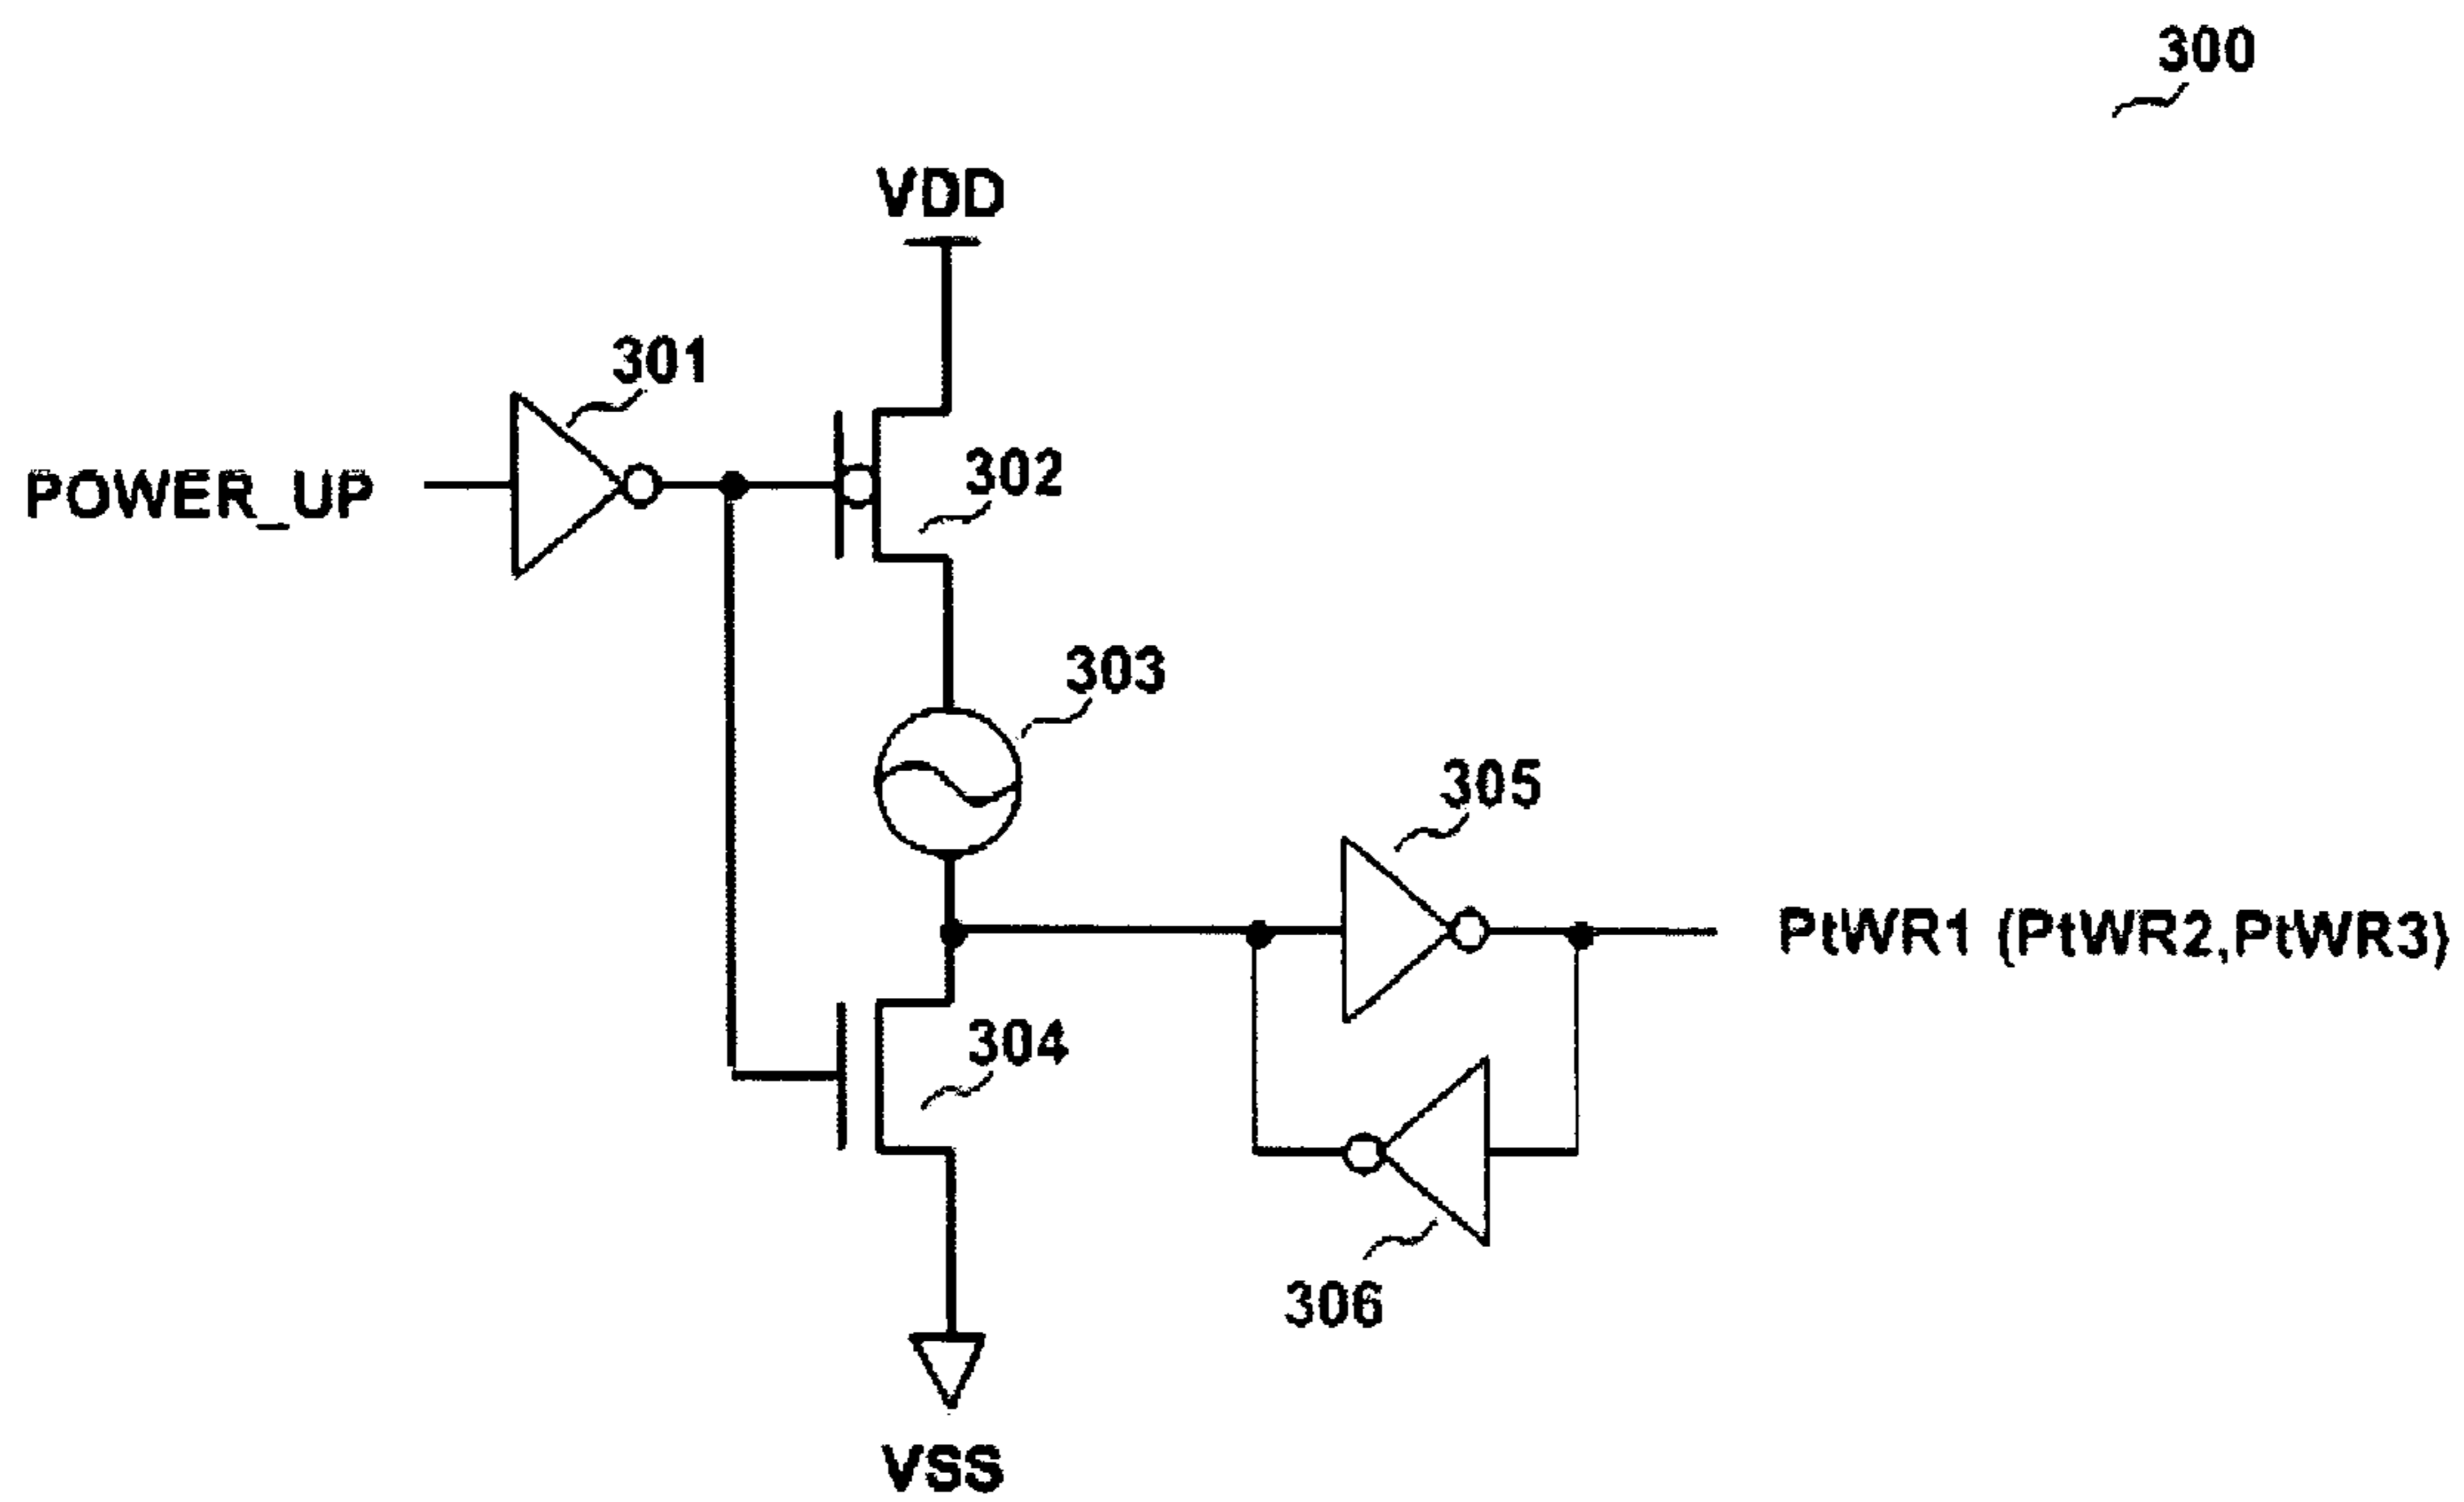 300
VDD
301
POWER_UP
302
303
305
PtWR1 (PtWR2,PtWR3)
304
306
VSS